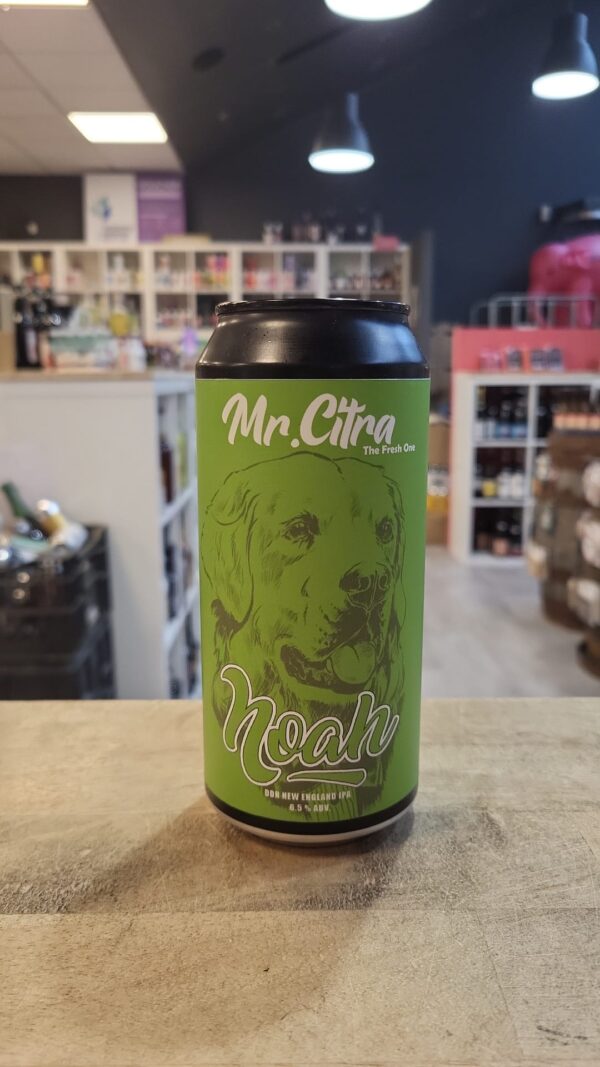 Mr. Citra
The Fresh One
Noah
DDH NEW ENGLAND IPA
6.5 % ABV.